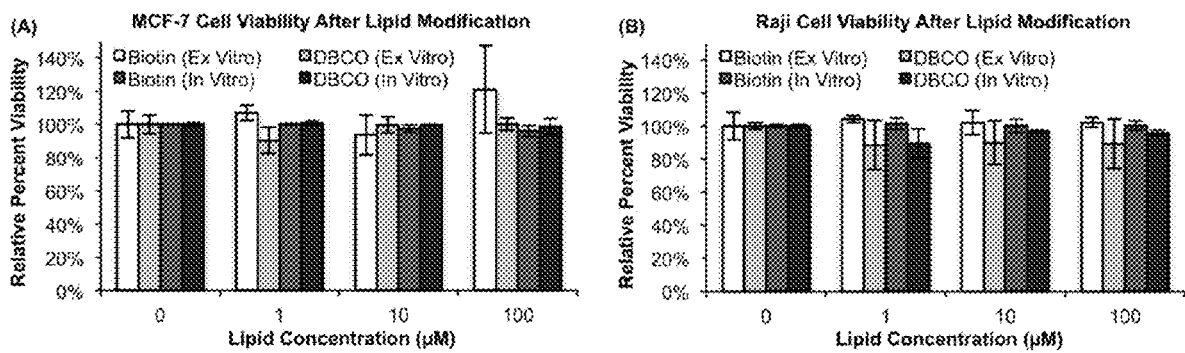 (A) MCF-7 Cell Viability After Lipid Modification
Relative Percent Viability
140%
120%
100%
80%
60%
40%
20%
0%
Biotin (Ex Vitro) DBCO (Ex Vitro)
Biotin (In Vitro) DBCO (In Vitro)
0 1 10 100
Lipid Concentration (µM)
(B) Raji Cell Viability After Lipid Modification
Relative Percent Viability
140%
120%
100%
80%
60%
40%
20%
0%
Biotin (Ex Vitro) DBCO (Ex Vitro)
Biotin (In Vitro) DBCO (In Vitro)
0 1 10 100
Lipid Concentration (µM)